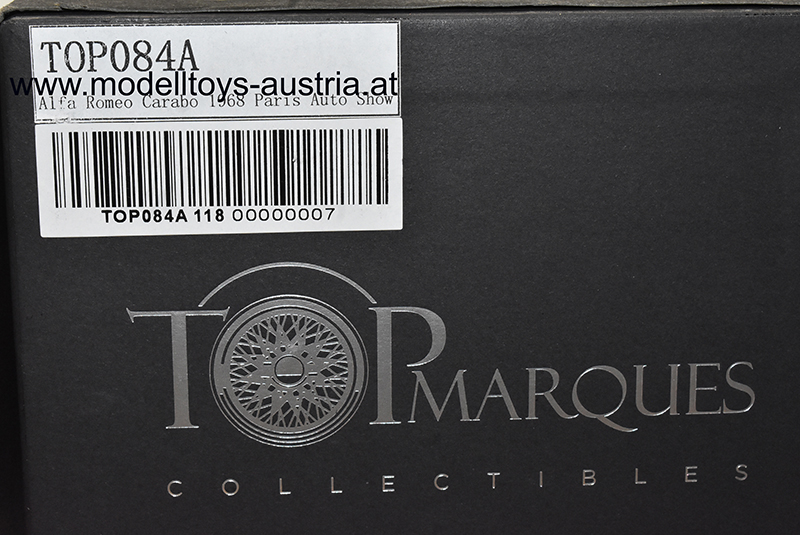 TOP084A
www.modelltoys-austria.at
Alfa Romeo Carabo 1968 Paris Auto Show
TOP084A 118 00000007
TOPMARQUES
COLLECTIBLES